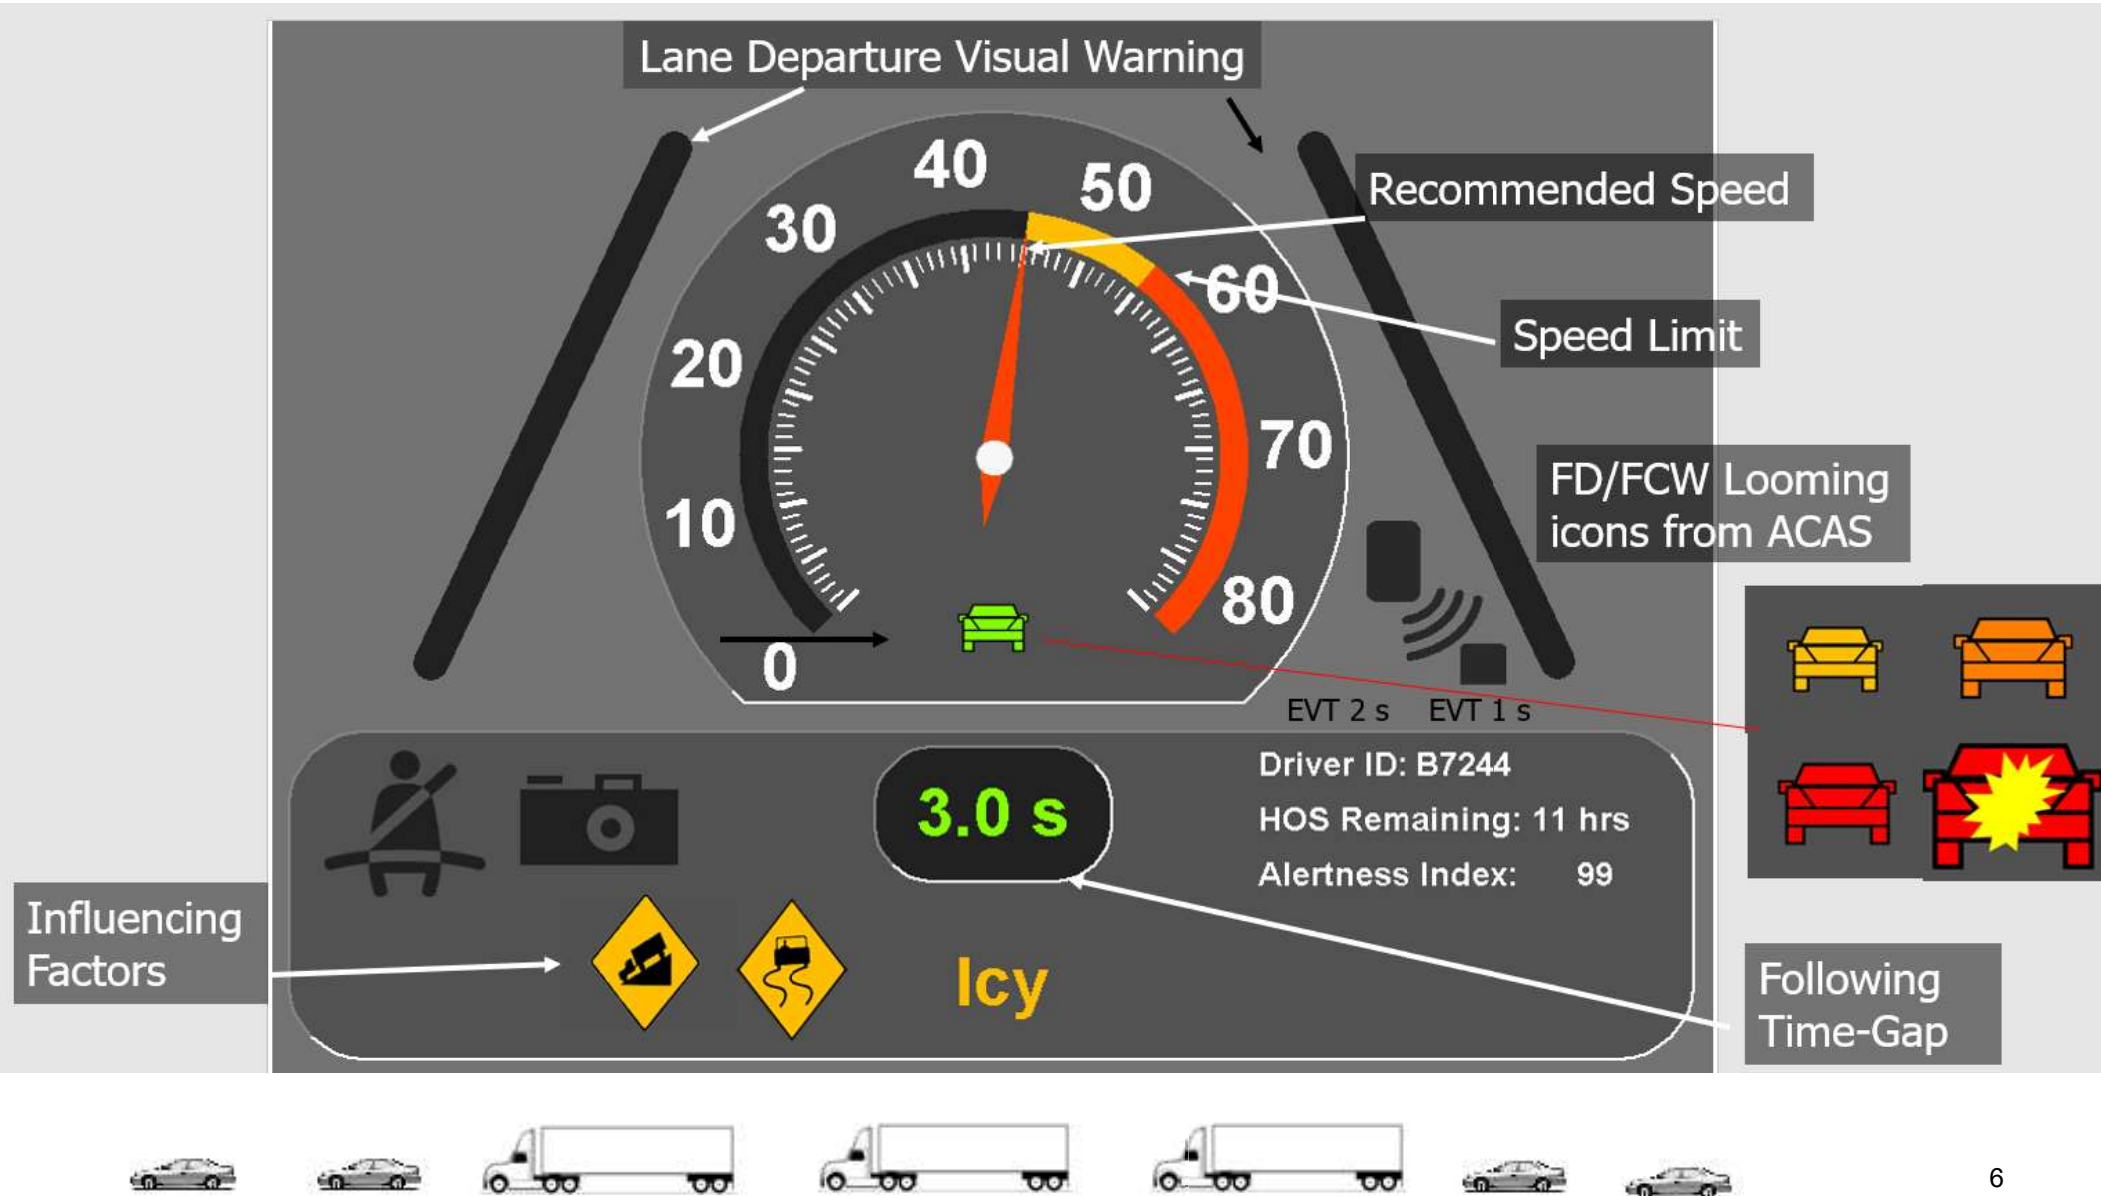 Lane Departure Visual Warning
40
50
30
Recommended Speed
60
20
Speed Limit
70
FD/FCW Looming
icons from ACAS
10
80
0
EVT 2 s EVT 1 s
Driver ID: B7244
3.0 s
HOS Remaining: 11 hrs
Alertness Index: 99
Influencing
Factors
Icy
Following
Time-Gap
6